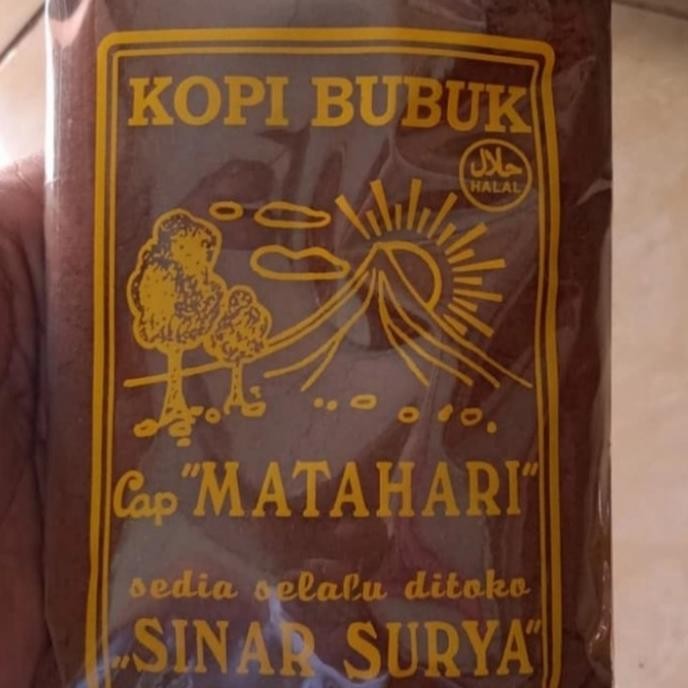 KOPI BUBUK
حلال
HALAL
Cap "MATAHARI"
sedia selalu ditoko
„SINAR SURYA"